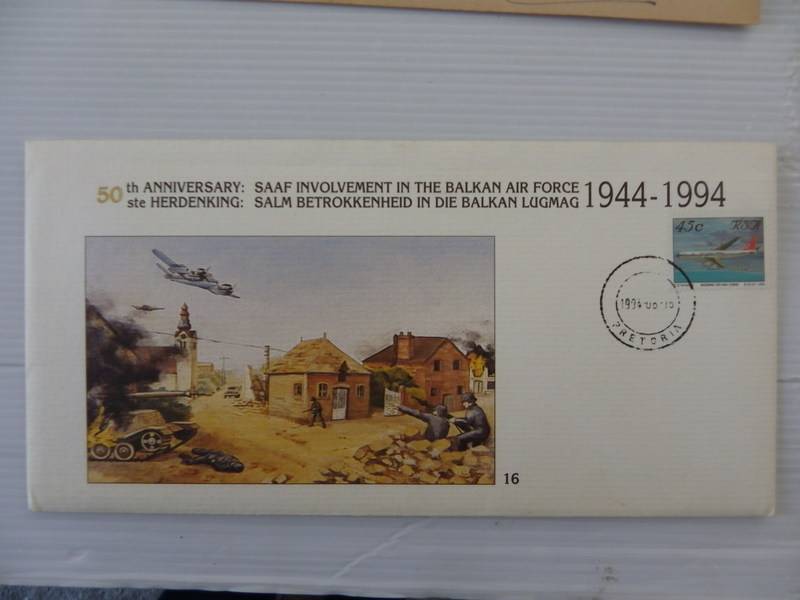 50th ANNIVERSARY: SAAF INVOLVEMENT IN THE BALKAN AIR FORCE 1944-1994
ste HERDENKING: SALM BETROKKENHEID IN DIE BALKAN LUGMAG
45c RSA
PRETORIA
16